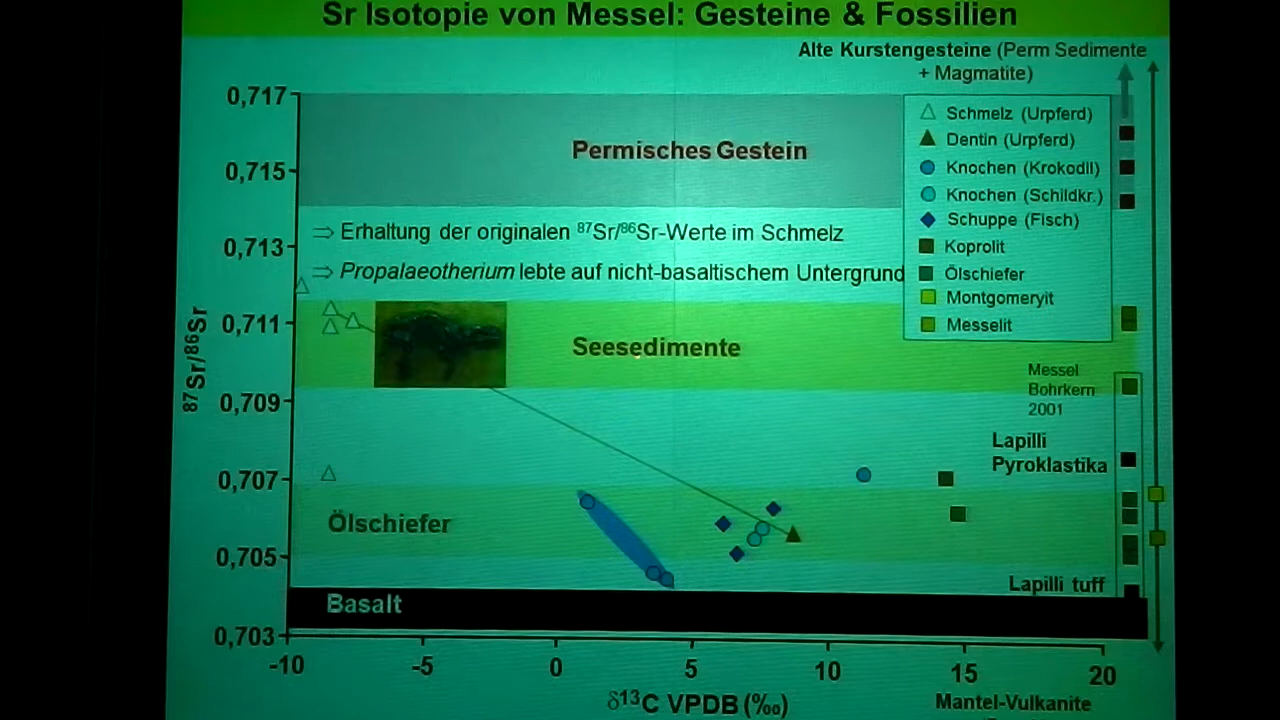 Sr Isotopie von Messel: Gesteine & Fossilien
Alte Kurstengesteine (Perm Sedimente
+ Magmatite)
0,717
0,715
0,713
0,711
0,709
0,707
0,705
0,703
87Sr/86Sr
Permisches Gestein
⇒ Erhaltung der originalen 87Sr/86Sr-Werte im Schmelz
⇒ Propalaeotherium lebte auf nicht-basaltischem Untergrund
Schmelz (Urpferd)
Dentin (Urpferd)
Knochen (Krokodil)
Knochen (Schildkr.)
Schuppe (Fisch)
Koprolit
Ölschiefer
Montgomeryit
Messelit
Seesedimente
Messel
Bohrkern
2001
Lapilli
Pyroklastika
Ölschiefer
Lapilli tuff
Basalt
-10
-5
0
5
10
15
20
δ13C VPDB (‰)
Mantel-Vulkanite